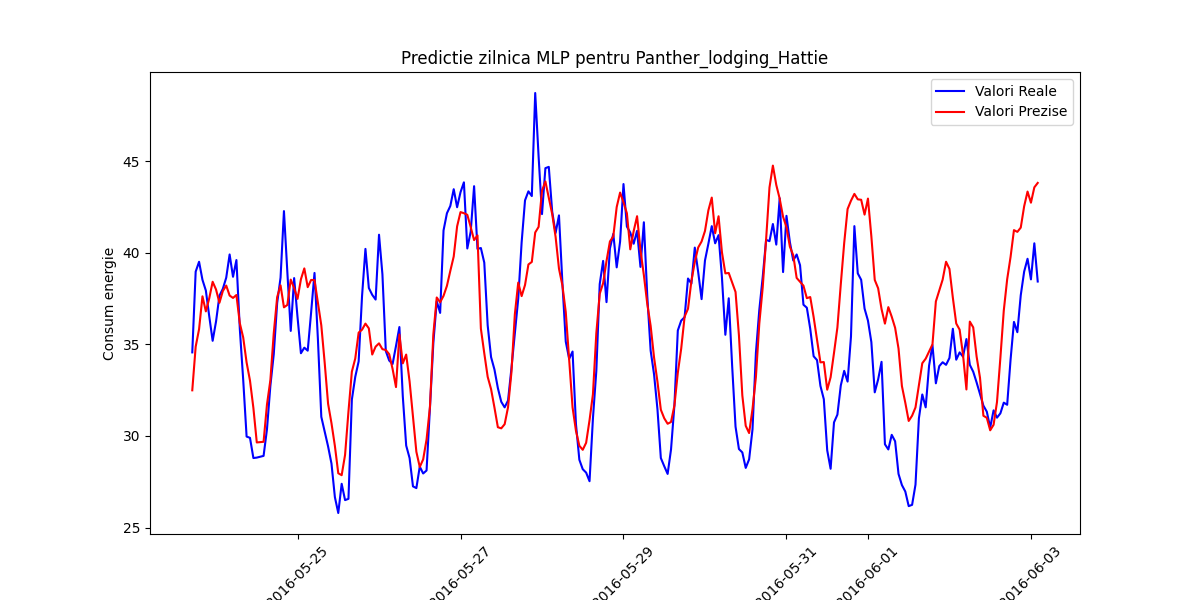 Predictie zilnica MLP pentru Panther_lodging_Hattie
Valori Reale
Valori Prezise
Consum energie
45
40
35
30
25
2016-05-25
2016-05-27
2016-05-29
2016-05-31
2016-06-01
2016-06-03